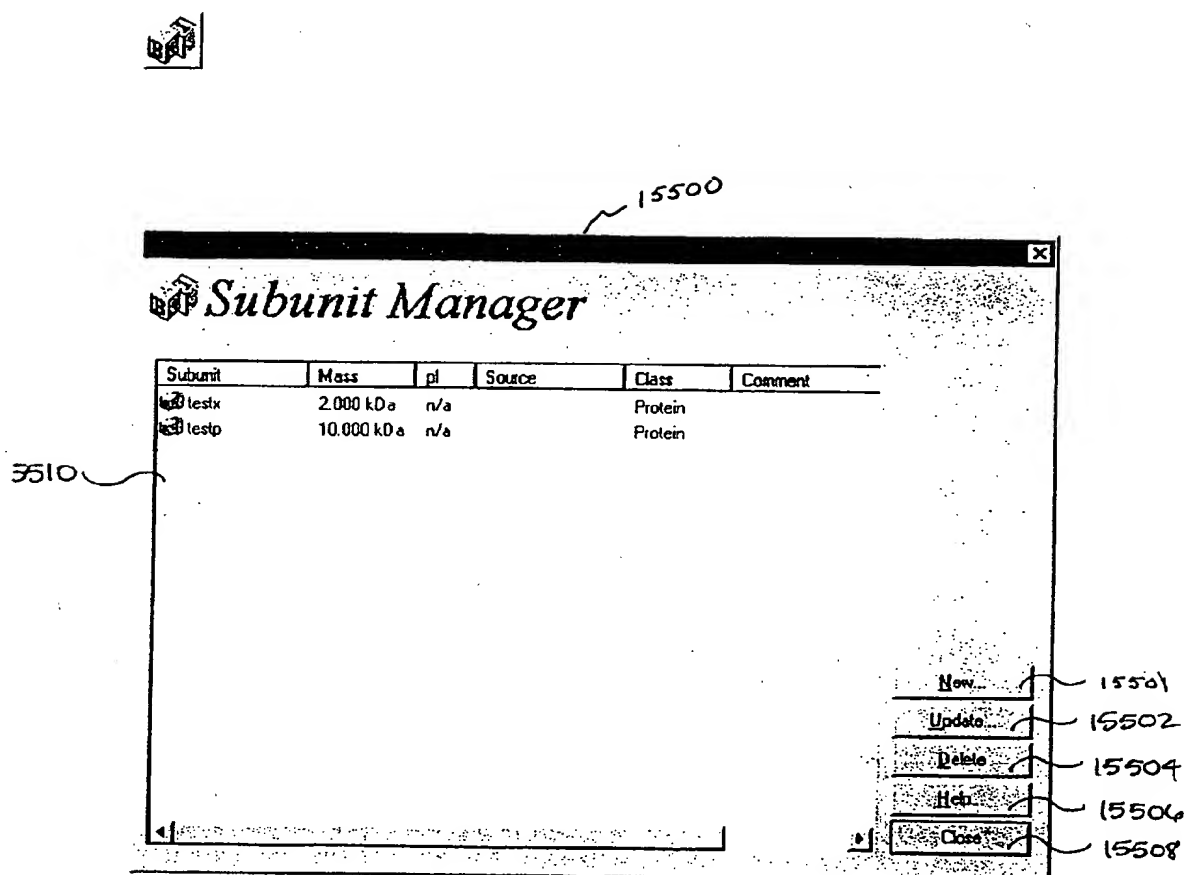 15500
Subunit Manager
Subunit Mass pI Source Class Comment
testx 2.000 kDa n/a Protein
testp 10.000 kDa n/a Protein
3510
New... 15501
Update... 15502
Delete 15504
Help... 15506
Close 15508